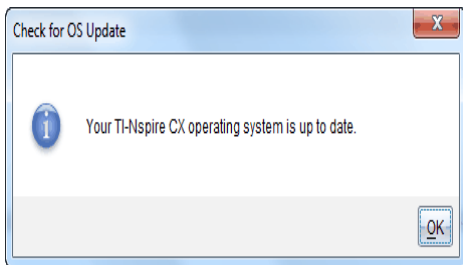 Check for OS Update
X
Your TI-Nspire CX operating system is up to date.
OK